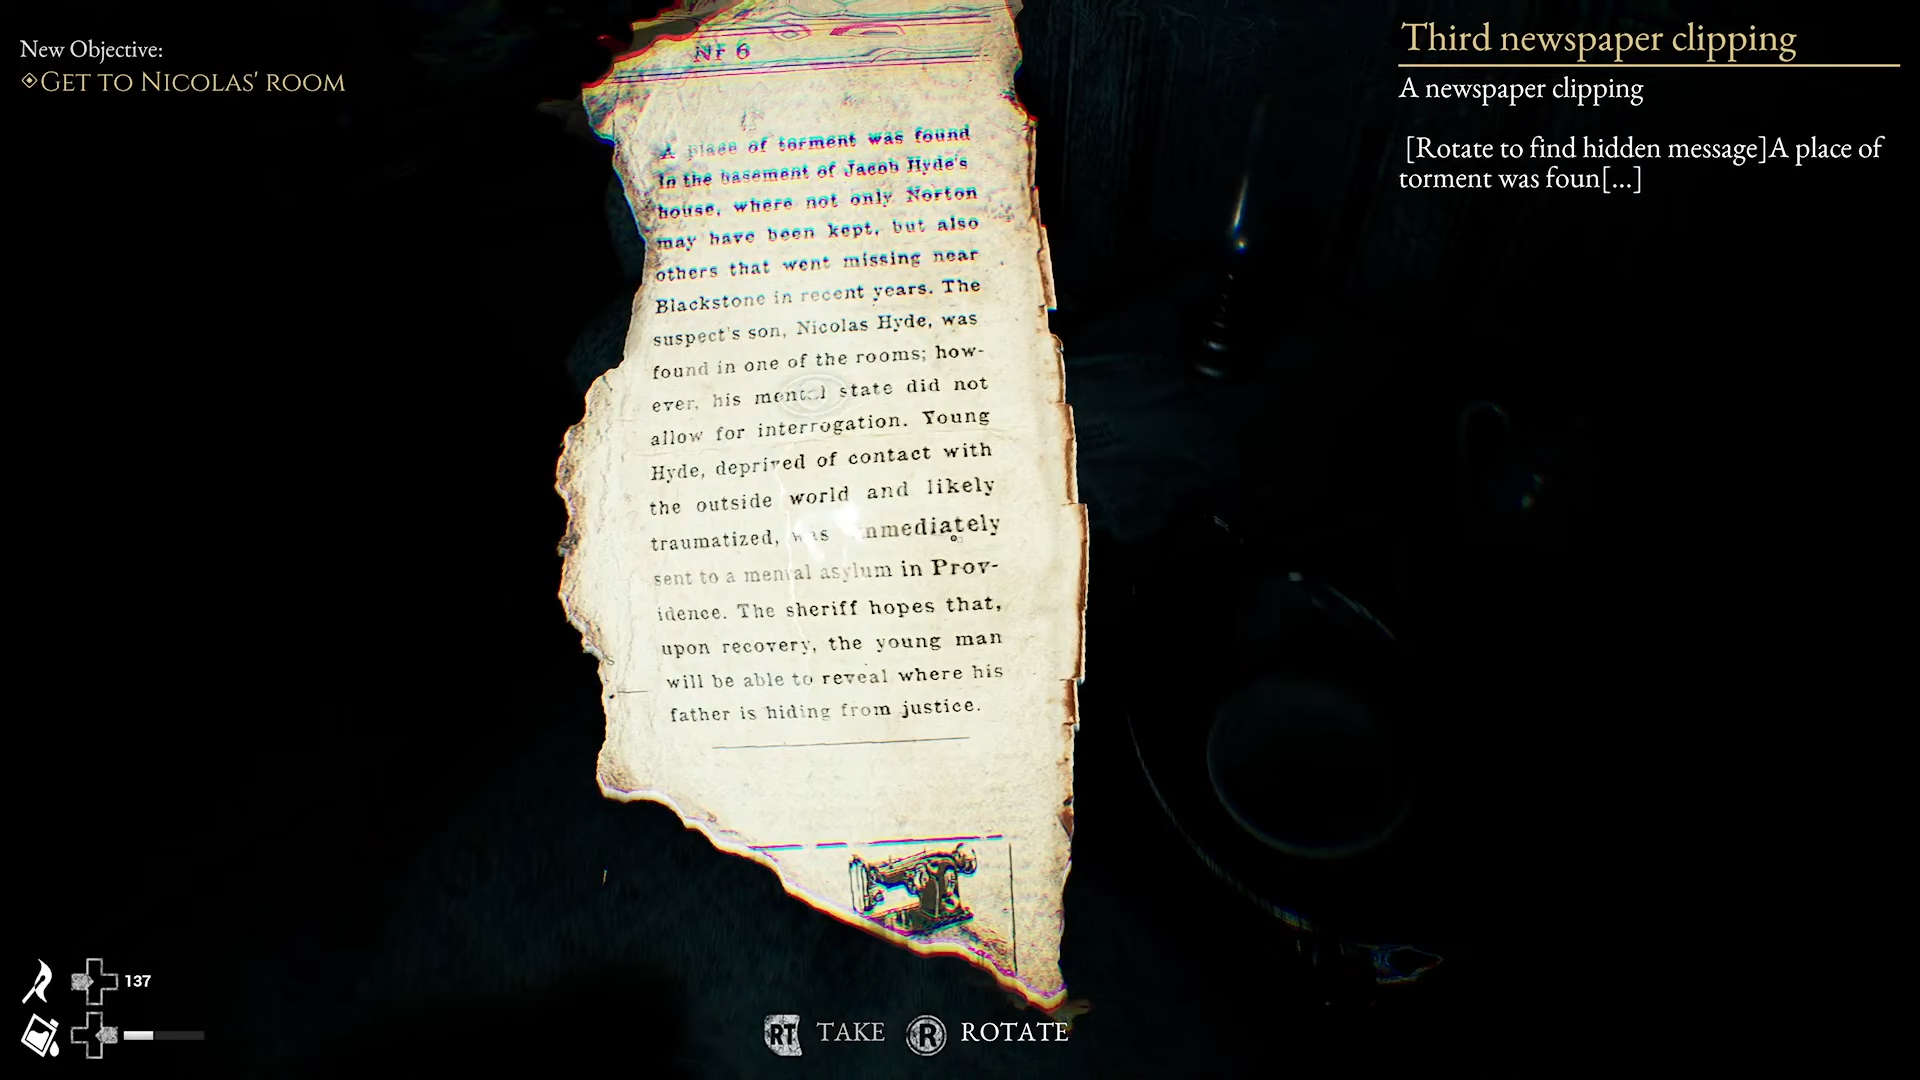 New Objective:
GET TO NICOLAS' ROOM
Nr 6
A place of torment was found
in the basement of Jacob Hyde's
house, where not only Norton
may have been kept, but also
others that went missing near
Blackstone in recent years. The
suspect's son, Nicolas Hyde, was
found in one of the rooms; how-
ever, his mental state did not
allow for interrogation. Young
Hyde, deprived of contact with
the outside world and likely
traumatized, was immediately
sent to a mental asylum in Prov-
idence. The sheriff hopes that,
upon recovery, the young man
will be able to reveal where his
father is hiding from justice.
Third newspaper clipping
A newspaper clipping
[Rotate to find hidden message]A place of
torment was foun[...]
137
RT TAKE R ROTATE